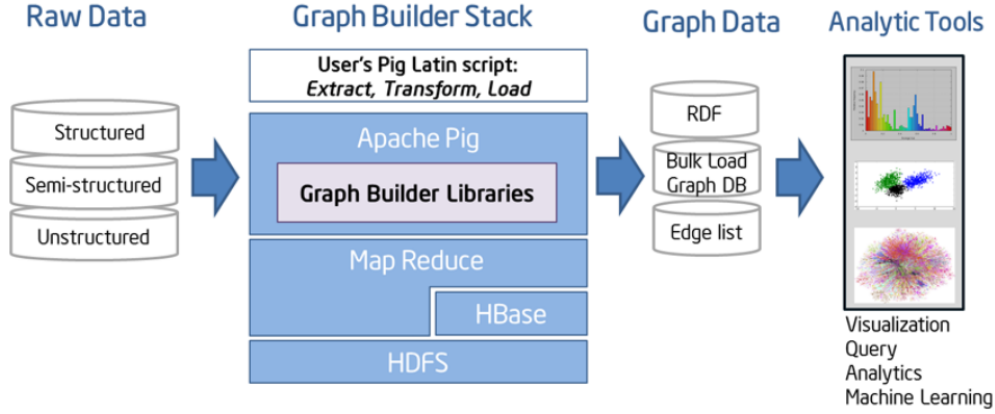 Raw Data
Graph Builder Stack
Graph Data
Analytic Tools
Structured
Semi-structured
Unstructured
User's Pig Latin script:
Extract, Transform, Load
Apache Pig
Graph Builder Libraries
Map Reduce
HBase
HDFS
RDF
Bulk Load
Graph DB
Edge list
Visualization
Query
Analytics
Machine Learning